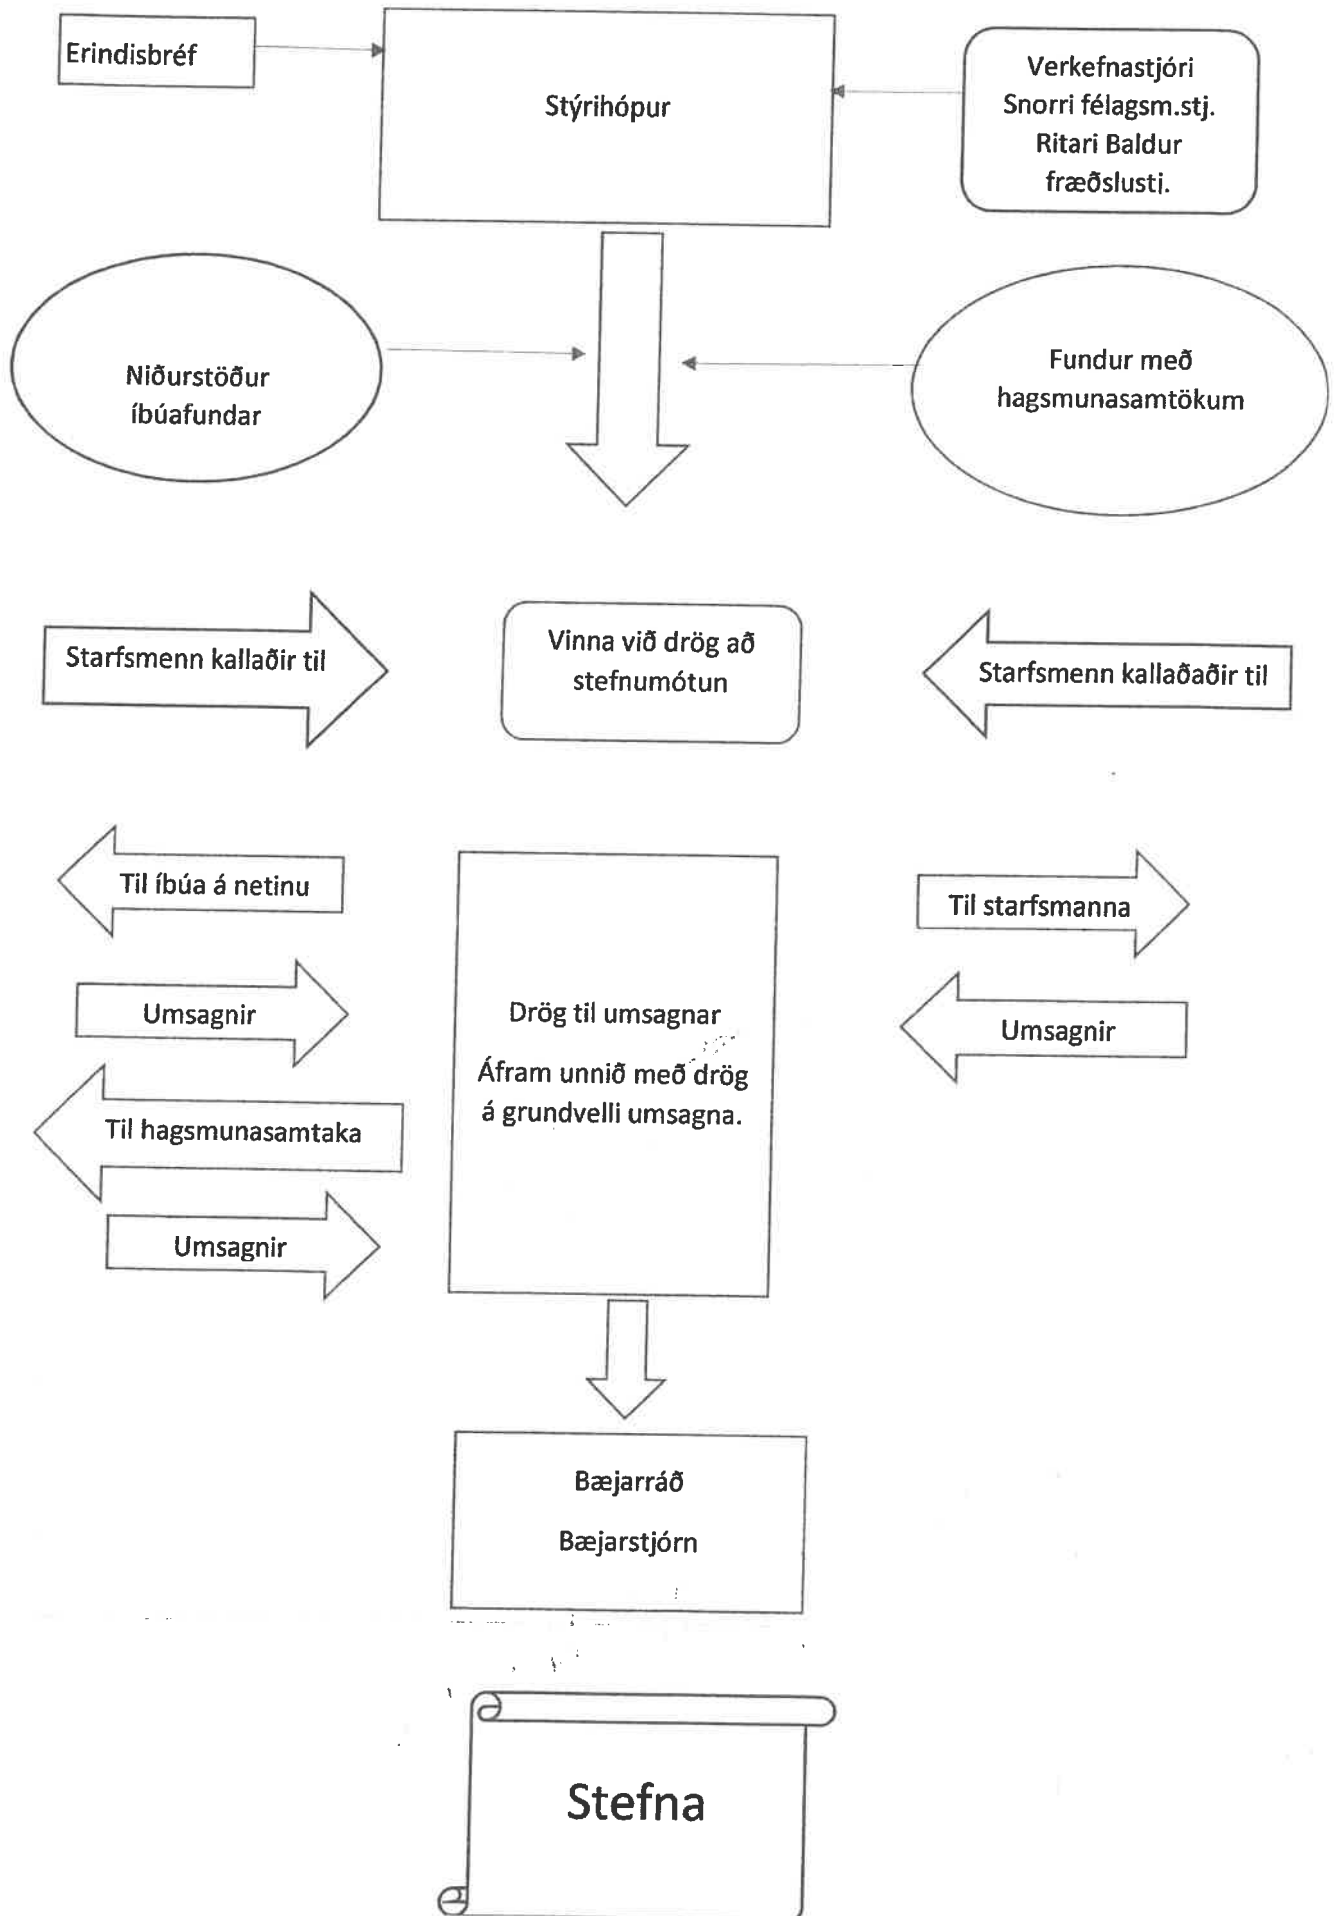 Erindisbréf
Stýrihópur
Verkefnastjóri
Snorri félagsm.stj.
Ritari Baldur
fræðslustj.
Niðurstöður
íbúafundar
Fundur með
hagsmunasamtökum
Starfsmenn kallaðir til
Vinna við drög að
stefnumótun
Starfsmenn kallaðaðir til
Til íbúa á netinu
Til starfsmanna
Umsagnir
Drög til umsagnar
Umsagnir
Áfram unnið með drög
á grundvelli umsagna.
Til hagsmunasamtaka
Umsagnir
Bæjarráð
Bæjarstjórn
Stefna